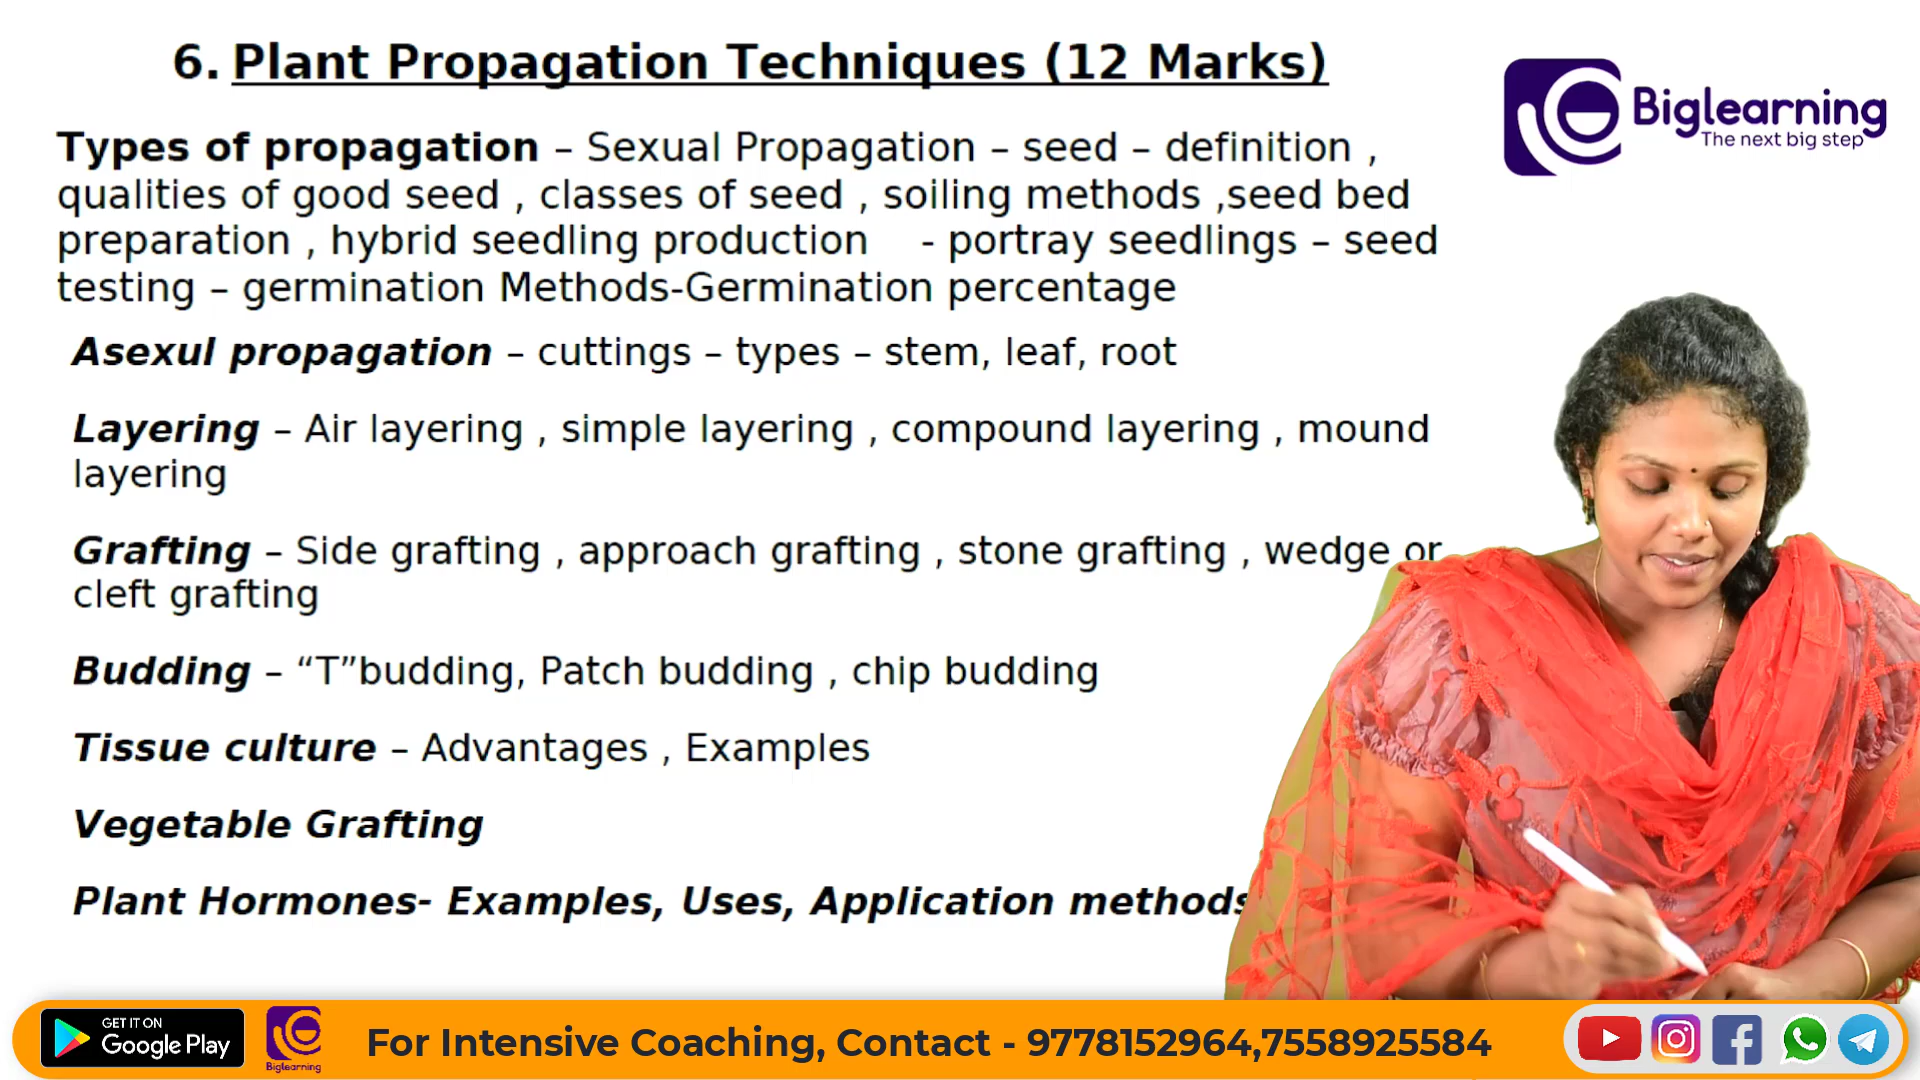 6. Plant Propagation Techniques (12 Marks)
Biglearning
The next big step
Types of propagation – Sexual Propagation – seed – definition ,
qualities of good seed , classes of seed , soiling methods ,seed bed
preparation , hybrid seedling production - portray seedlings – seed
testing – germination Methods-Germination percentage
Asexul propagation – cuttings – types – stem, leaf, root
Layering – Air layering , simple layering , compound layering , mound
layering
Grafting – Side grafting , approach grafting , stone grafting , wedge or
cleft grafting
Budding – “T”budding, Patch budding , chip budding
Tissue culture – Advantages , Examples
Vegetable Grafting
Plant Hormones- Examples, Uses, Application methods
GET IT ON
Google Play
Biglearning
For Intensive Coaching, Contact - 9778152964,7558925584